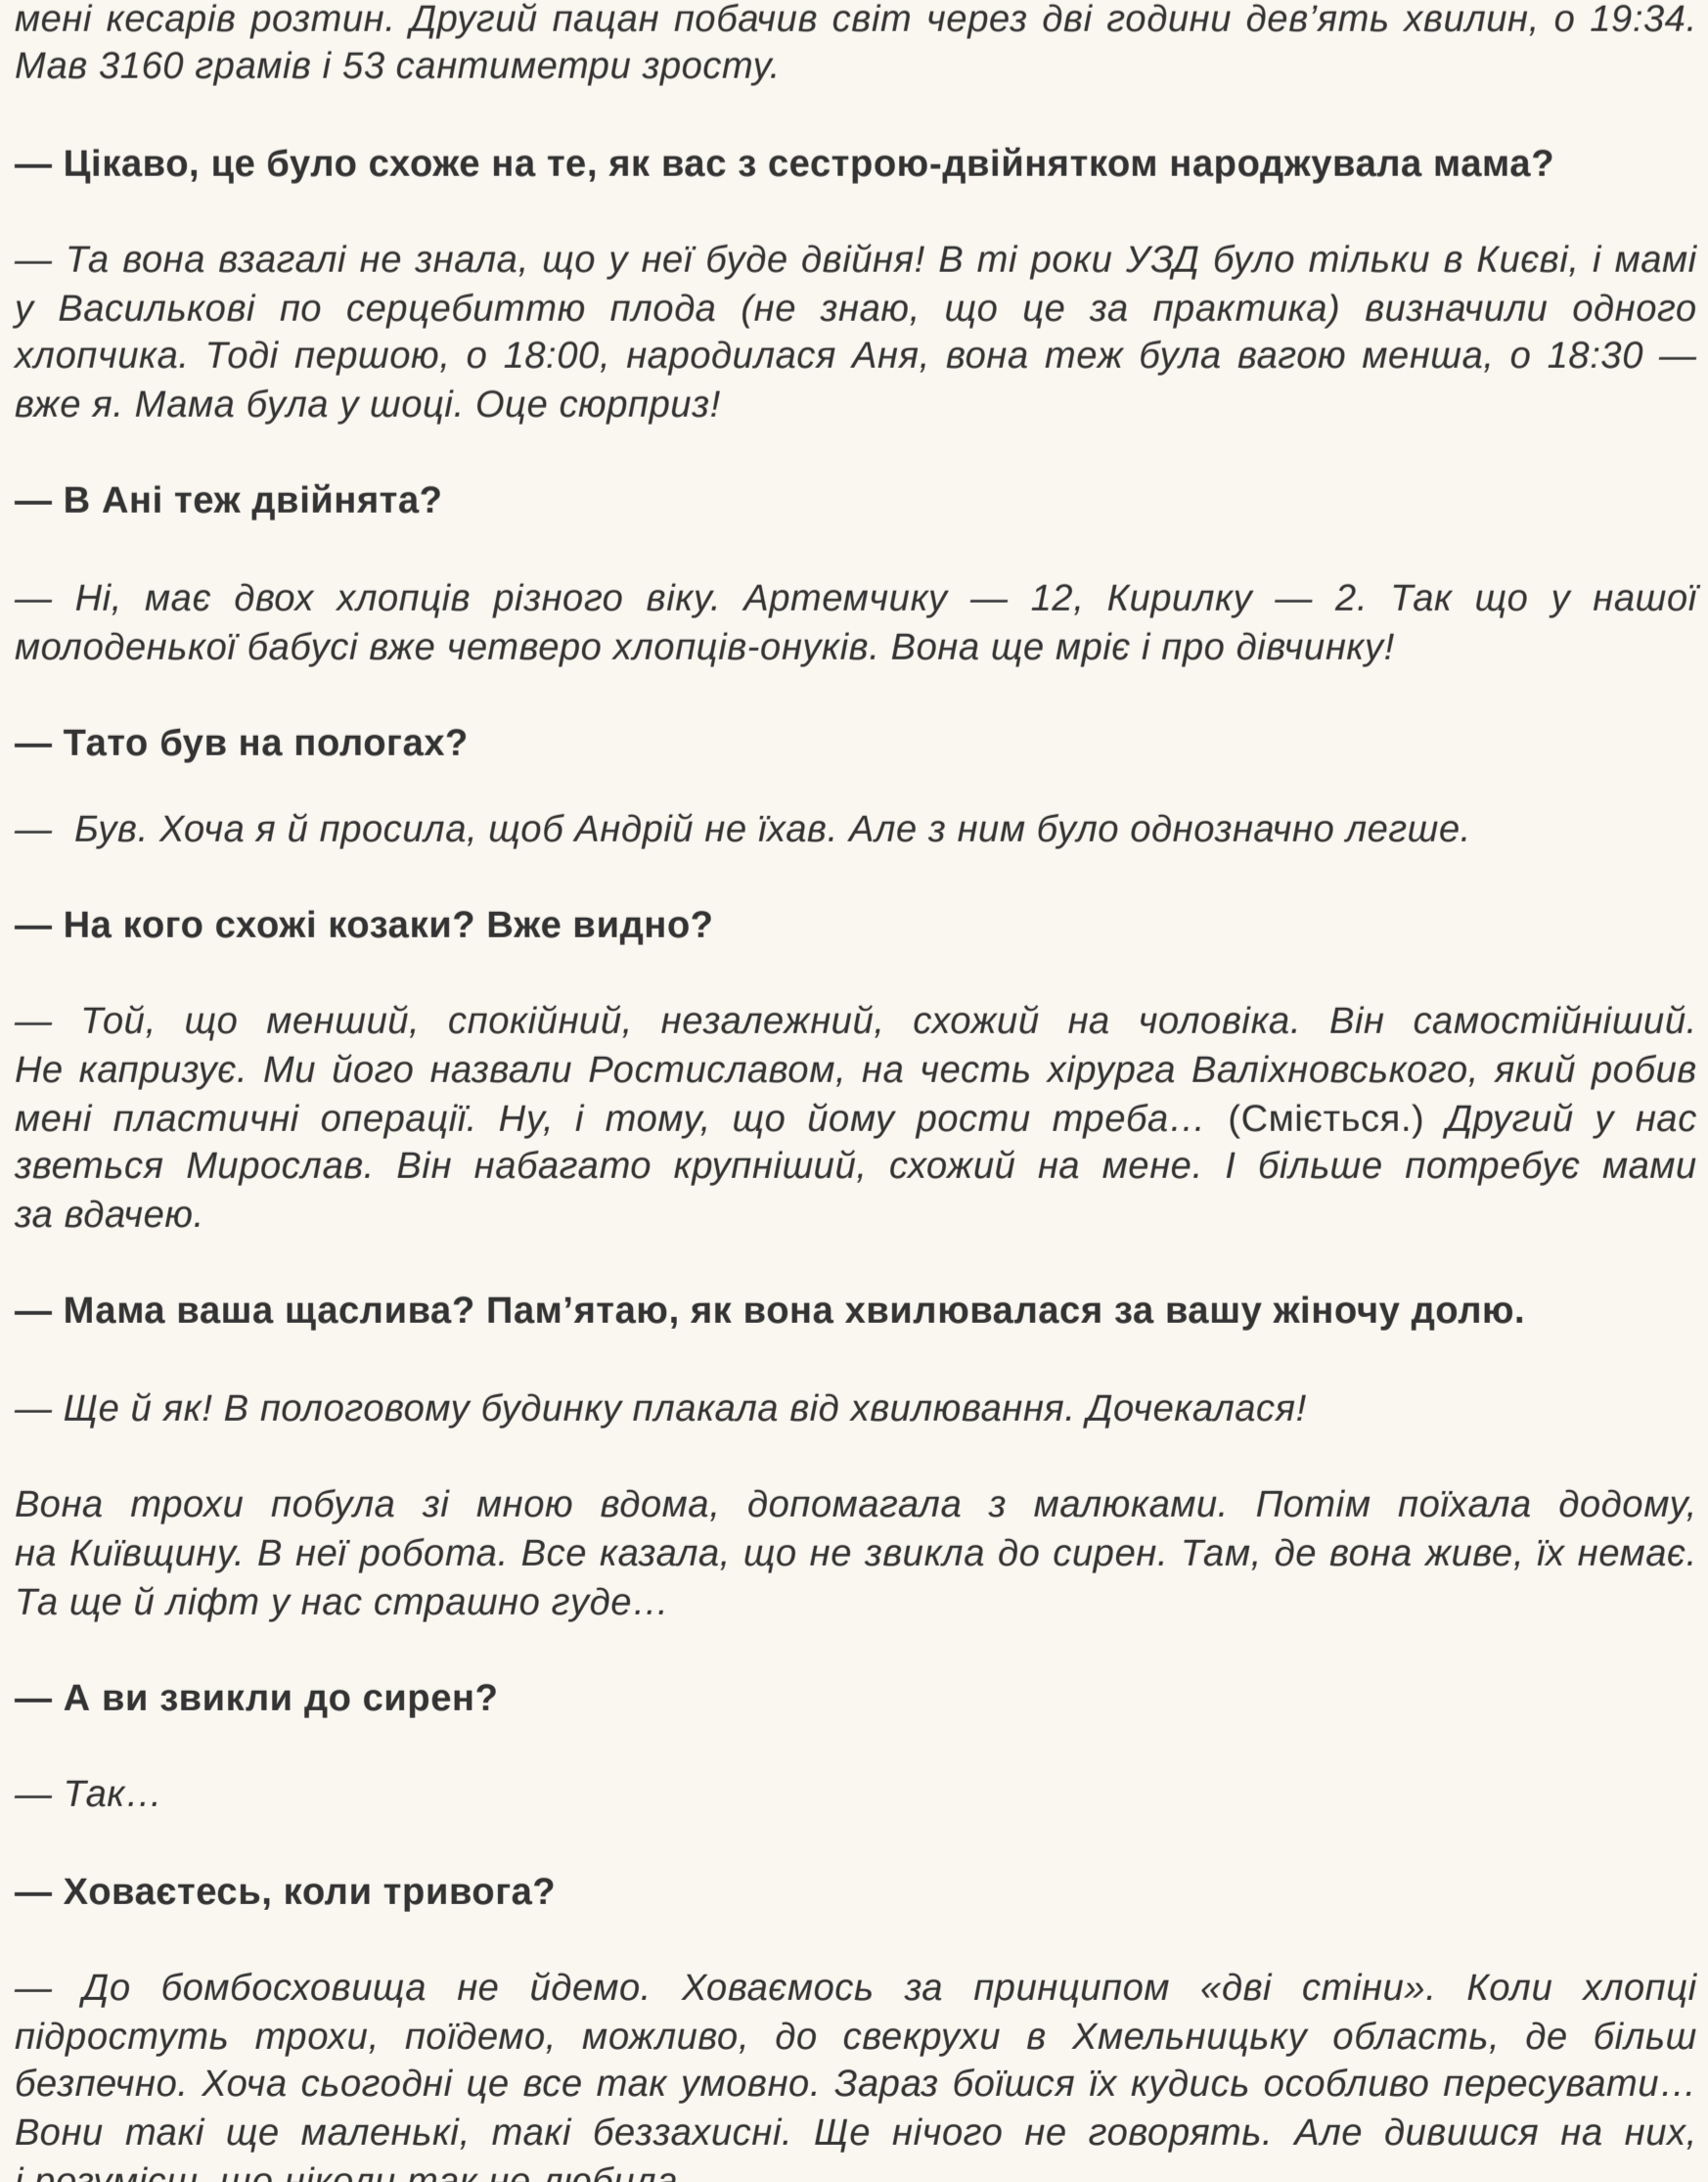 мені кесарів розтин. Другий пацан побачив світ через дві години дев’ять хвилин, о 19:34.
Мав 3160 грамів і 53 сантиметри зросту.
— Цікаво, це було схоже на те, як вас з сестрою-двійнятком народжувала мама?
— Та вона взагалі не знала, що у неї буде двійня! В ті роки УЗД було тільки в Києві, і мамі
у Василькові по серцебиттю плода (не знаю, що це за практика) визначили одного
хлопчика. Тоді першою, о 18:00, народилася Аня, вона теж була вагою менша, о 18:30 —
вже я. Мама була у шоці. Оце сюрприз!
— В Ані теж двійнята?
— Ні, має двох хлопців різного віку. Артемчику — 12, Кирилку — 2. Так що у нашої
молоденької бабусі вже четверо хлопців-онуків. Вона ще мріє і про дівчинку!
— Тато був на пологах?
— Був. Хоча я й просила, щоб Андрій не їхав. Але з ним було однозначно легше.
— На кого схожі козаки? Вже видно?
— Той, що менший, спокійний, незалежний, схожий на чоловіка. Він самостійніший.
Не капризує. Ми його назвали Ростиславом, на честь хірурга Валіхновського, який робив
мені пластичні операції. Ну, і тому, що йому рости треба… (Сміється.) Другий у нас
зветься Мирослав. Він набагато крупніший, схожий на мене. І більше потребує мами
за вдачею.
— Мама ваша щаслива? Пам’ятаю, як вона хвилювалася за вашу жіночу долю.
— Ще й як! В пологовому будинку плакала від хвилювання. Дочекалася!
Вона трохи побула зі мною вдома, допомагала з малюками. Потім поїхала додому,
на Київщину. В неї робота. Все казала, що не звикла до сирен. Там, де вона живе, їх немає.
Та ще й ліфт у нас страшно гуде…
— А ви звикли до сирен?
— Так…
— Ховаєтесь, коли тривога?
— До бомбосховища не йдемо. Ховаємось за принципом «дві стіни». Коли хлопці
підростуть трохи, поїдемо, можливо, до свекрухи в Хмельницьку область, де більш
безпечно. Хоча сьогодні це все так умовно. Зараз боїшся їх кудись особливо пересувати…
Вони такі ще маленькі, такі беззахисні. Ще нічого не говорять. Але дивишся на них,
і розумієш, що ніколи так не любила